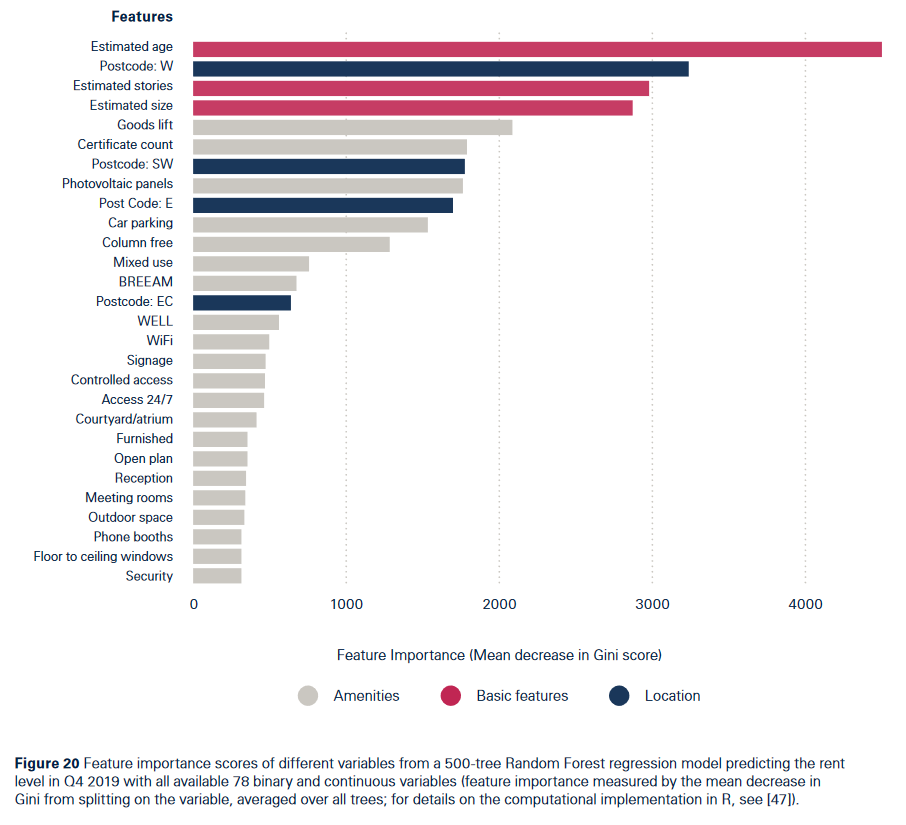 Features
Estimated age
Postcode: W
Estimated stories
Estimated size
Goods lift
Certificate count
Postcode: SW
Photovoltaic panels
Post Code: E
Car parking
Column free
Mixed use
BREEAM
Postcode: EC
WELL
WiFi
Signage
Controlled access
Access 24/7
Courtyard/atrium
Furnished
Open plan
Reception
Meeting rooms
Outdoor space
Phone booths
Floor to ceiling windows
Security
0 1000 2000 3000 4000
Feature Importance (Mean decrease in Gini score)
Amenities Basic features Location
Figure 20 Feature importance scores of different variables from a 500-tree Random Forest regression model predicting the rent
level in Q4 2019 with all available 78 binary and continuous variables (feature importance measured by the mean decrease in
Gini from splitting on the variable, averaged over all trees; for details on the computational implementation in R, see [47]).